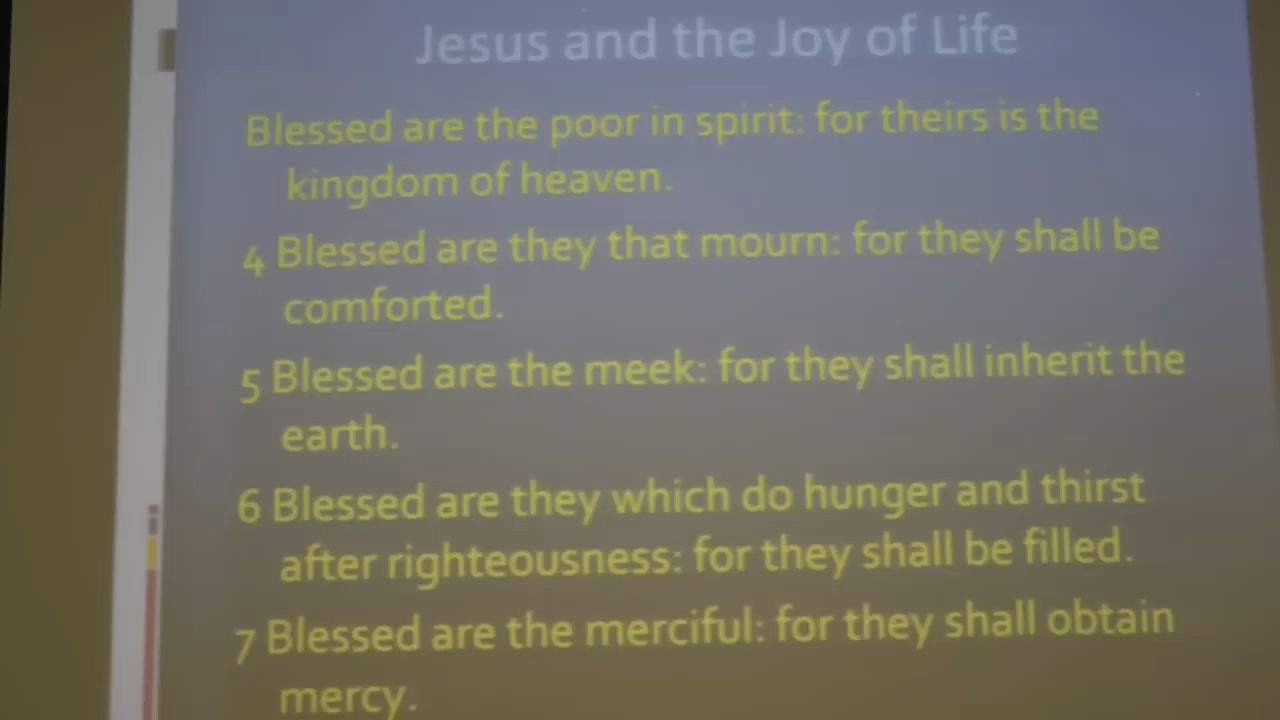 Jesus and the Joy of Life
Blessed are the poor in spirit: for theirs is the
kingdom of heaven.
4 Blessed are they that mourn: for they shall be
comforted.
5 Blessed are the meek: for they shall inherit the
earth.
6 Blessed are they which do hunger and thirst
after righteousness: for they shall be filled.
7 Blessed are the merciful: for they shall obtain
mercy.